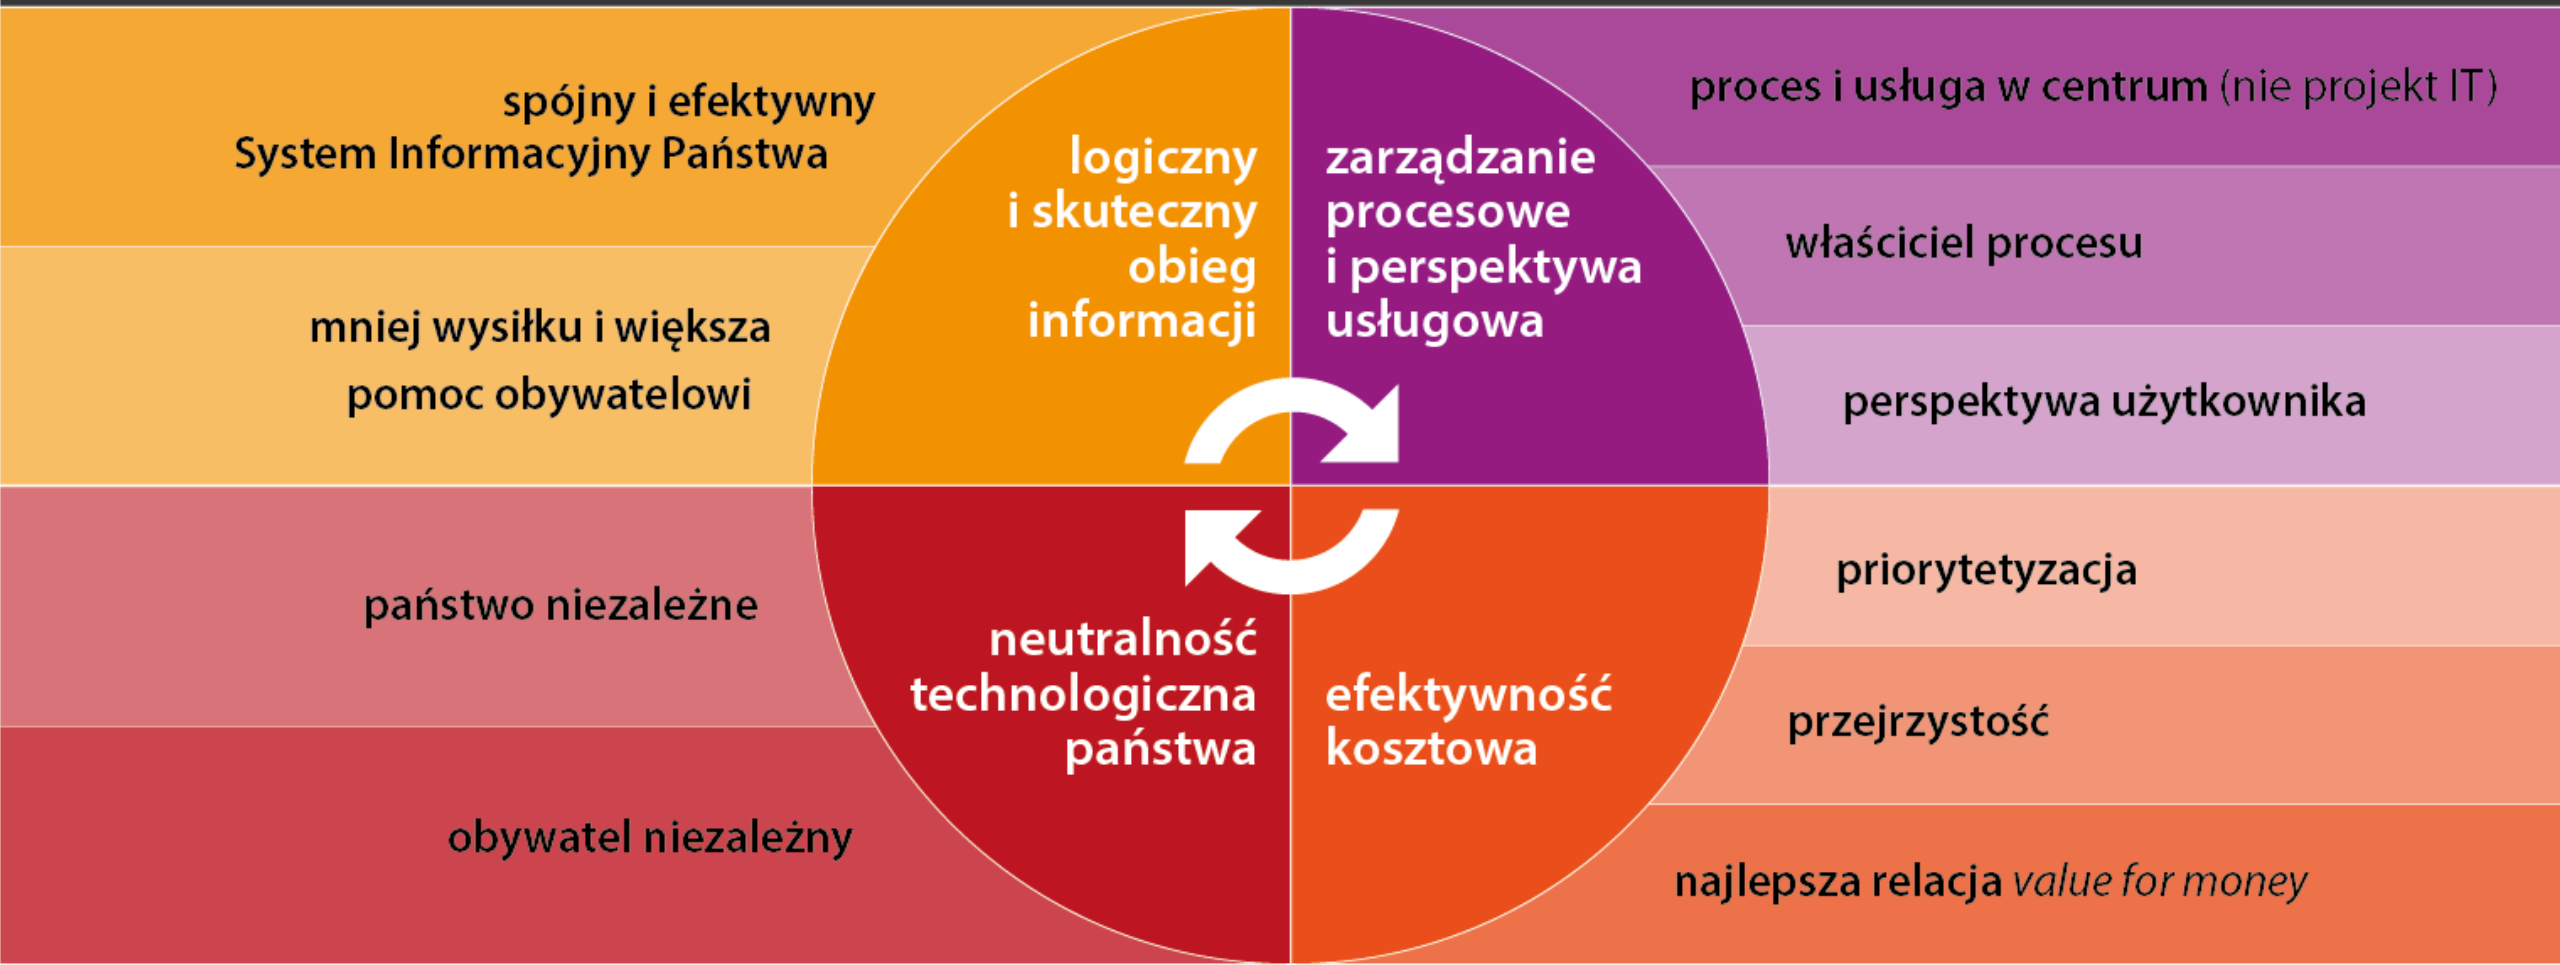 spójny i efektywny
System Informacyjny Państwa
mniej wysiłku i większa
pomoc obywatelowi
logiczny
i skuteczny
obieg
informacji
zarządzanie
procesowe
i perspektywa
usługowa
proces i usługa w centrum (nie projekt IT)
właściciel procesu
perspektywa użytkownika
państwo niezależne
obywatel niezależny
neutralność
technologiczna
państwa
efektywność
kosztowa
priorytetyzacja
przejrzystość
najlepsza relacja value for money